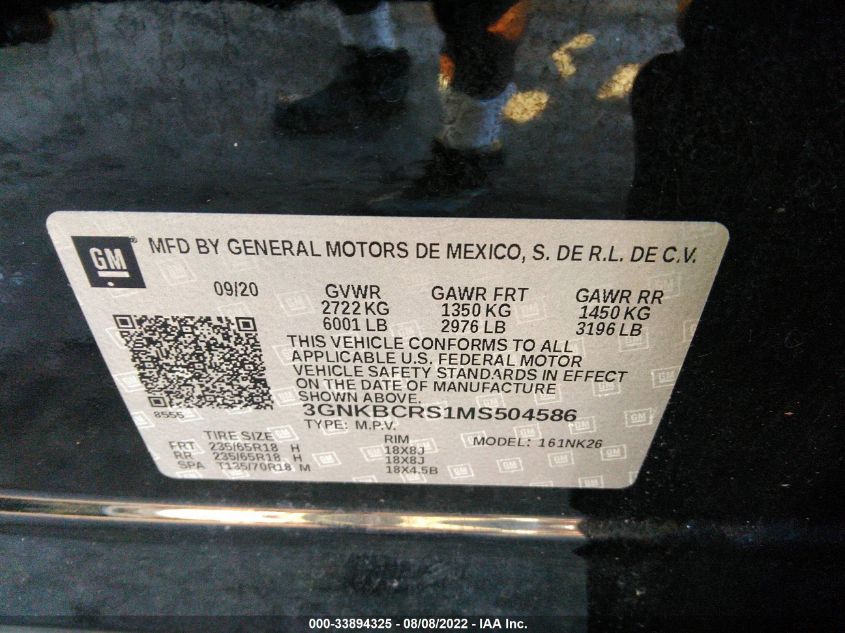 GM ® MFD BY GENERAL MOTORS DE MEXICO, S. DE R.L. DE C.V.
09/20 GVWR GAWR FRT GAWR RR
2722 KG 1350 KG 1450 KG
6001 LB 2976 LB 3196 LB
THIS VEHICLE CONFORMS TO ALL
APPLICABLE U.S. FEDERAL MOTOR
VEHICLE SAFETY STANDARDS IN EFFECT
ON THE DATE OF MANUFACTURE
SHOWN ABOVE.
8555 3GNKBCRS1MS504586
TYPE: M.P.V. MODEL: 161NK26
TIRE SIZE RIM
FRT 235/65R18 H 18X8J
RR 235/65R18 H 18X8J
SPA T135/70R18 M 18X4.5B
000-33894325 - 08/08/2022 - IAA Inc.